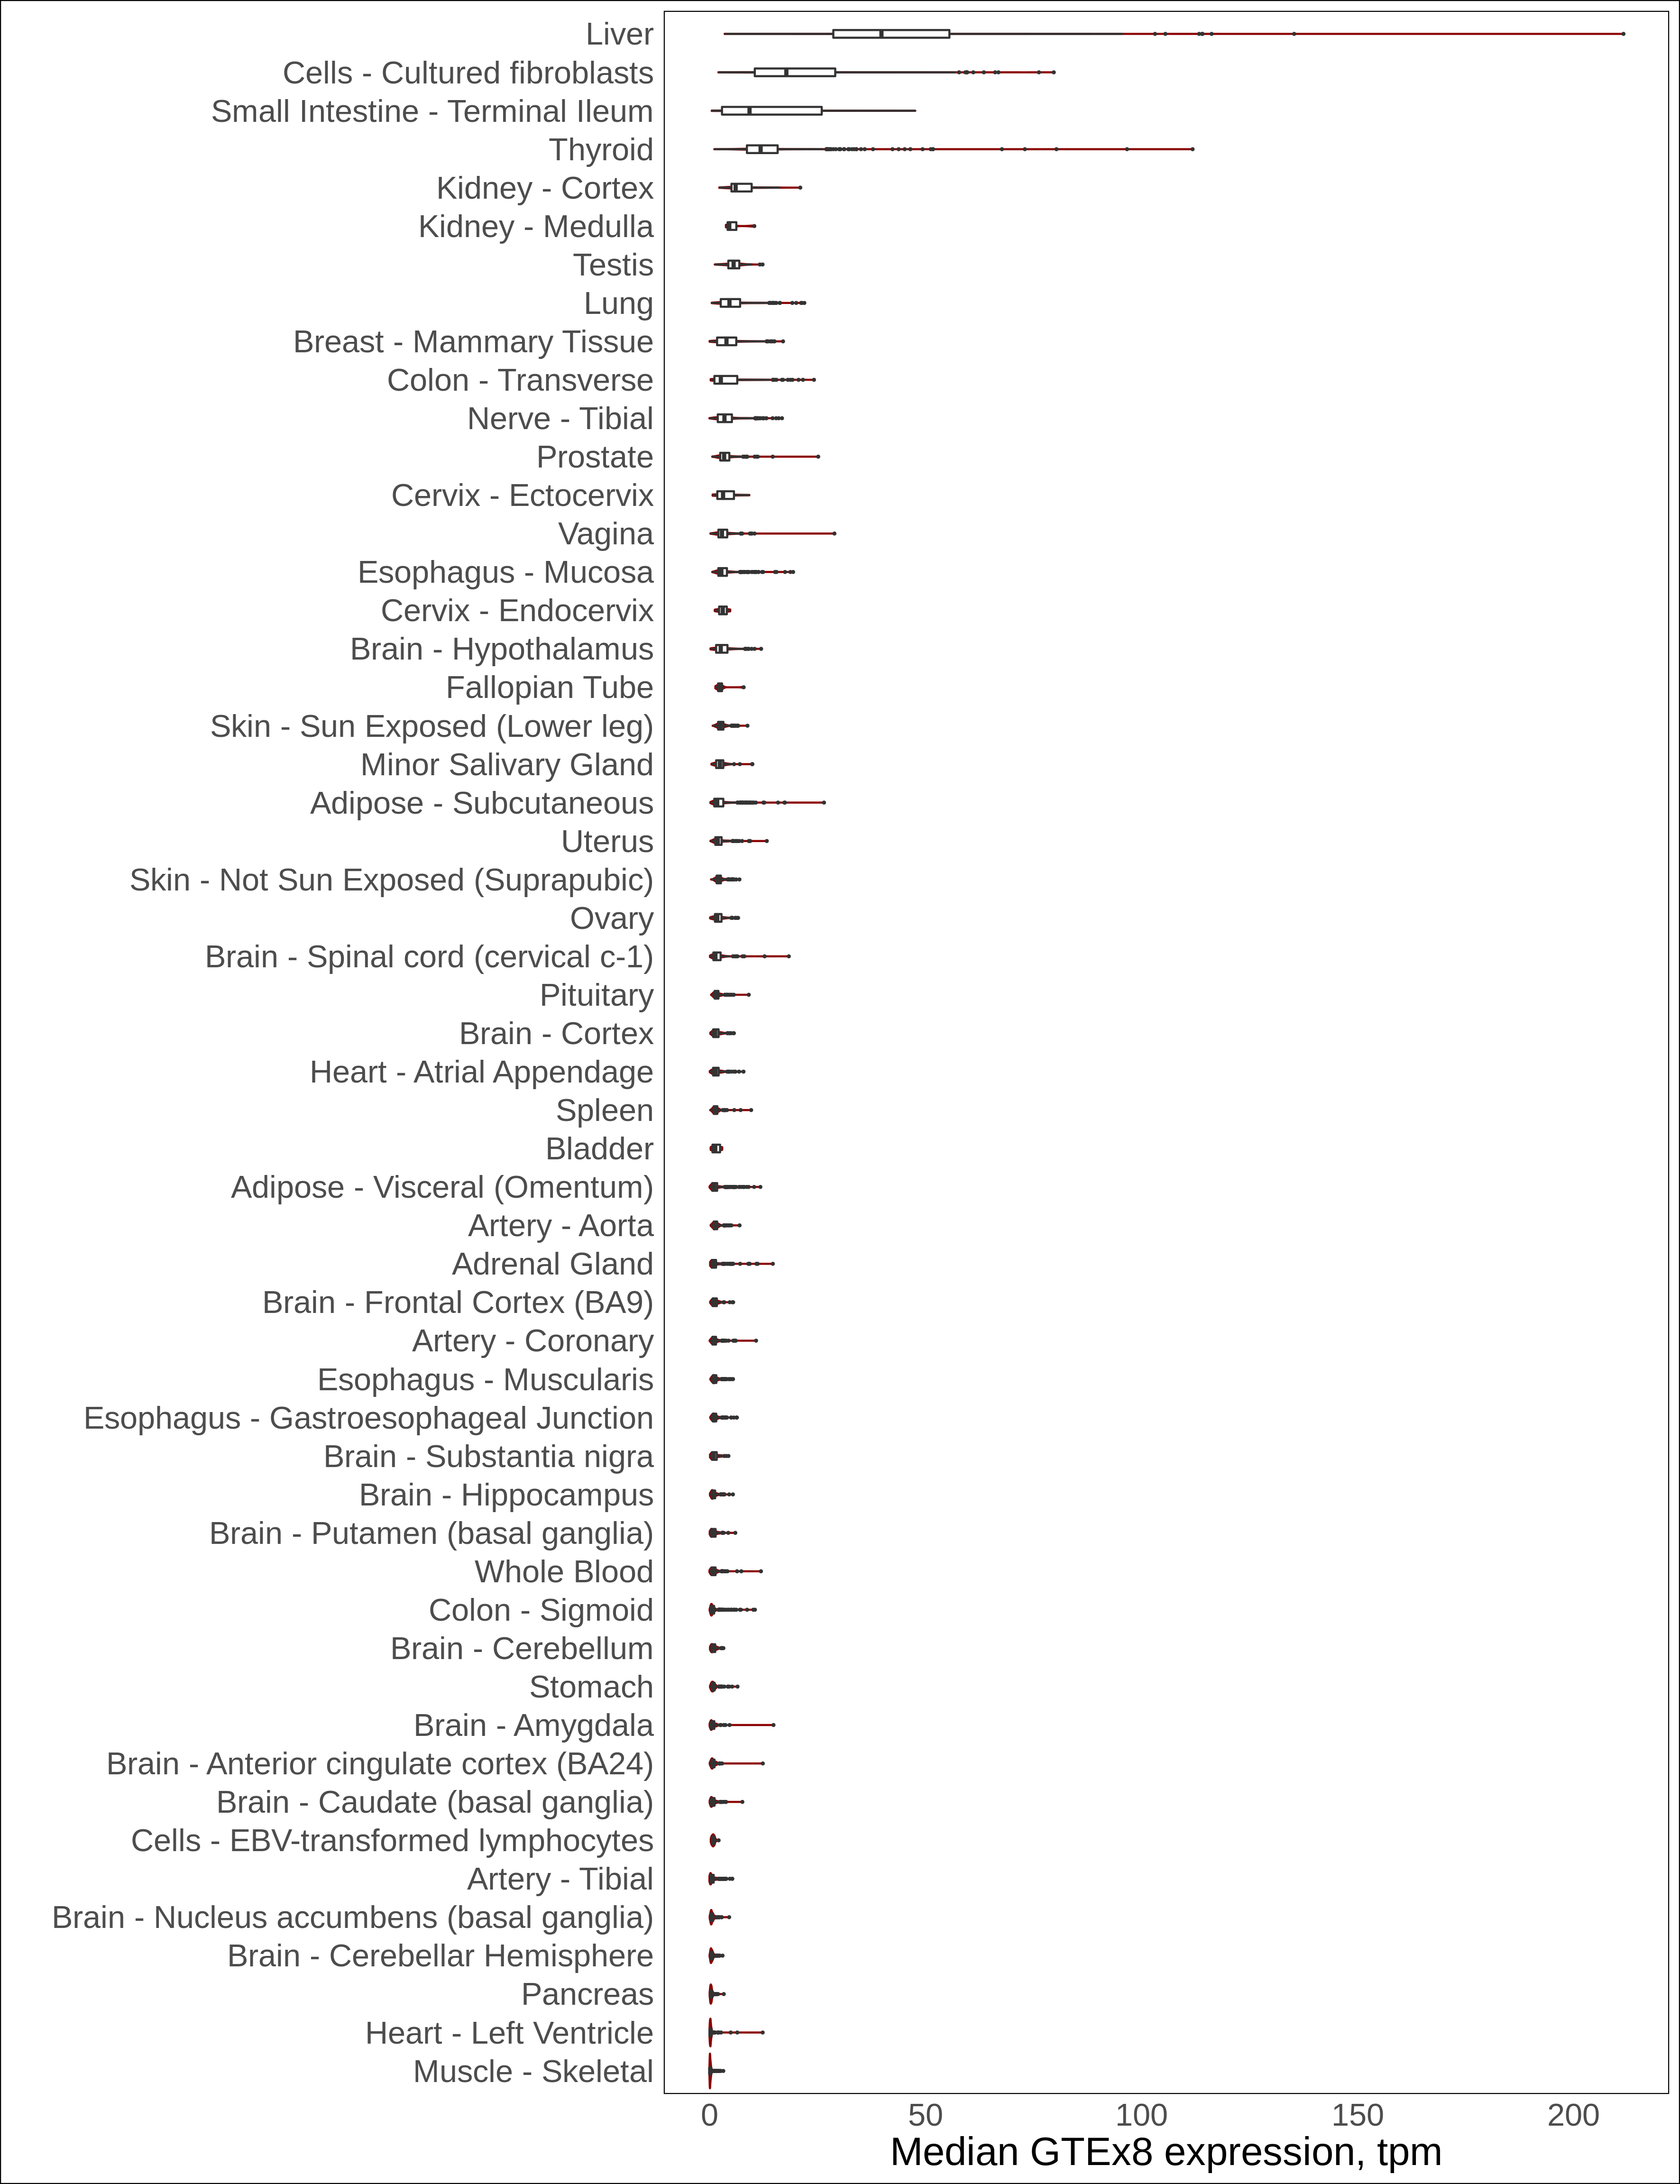 Liver
Cells - Cultured fibroblasts
Small Intestine - Terminal Ileum
Thyroid
Kidney - Cortex
Kidney - Medulla
Testis
Lung
Breast - Mammary Tissue
Colon - Transverse
Nerve - Tibial
Prostate
Cervix - Ectocervix
Vagina
Esophagus - Mucosa
Cervix - Endocervix
Brain - Hypothalamus
Fallopian Tube
Skin - Sun Exposed (Lower leg)
Minor Salivary Gland
Adipose - Subcutaneous
Uterus
Skin - Not Sun Exposed (Suprapubic)
Ovary
Brain - Spinal cord (cervical c-1)
Pituitary
Brain - Cortex
Heart - Atrial Appendage
Spleen
Bladder
Adipose - Visceral (Omentum)
Artery - Aorta
Adrenal Gland
Brain - Frontal Cortex (BA9)
Artery - Coronary
Esophagus - Muscularis
Esophagus - Gastroesophageal Junction
Brain - Substantia nigra
Brain - Hippocampus
Brain - Putamen (basal ganglia)
Whole Blood
Colon - Sigmoid
Brain - Cerebellum
Stomach
Brain - Amygdala
Brain - Anterior cingulate cortex (BA24)
Brain - Caudate (basal ganglia)
Cells - EBV-transformed lymphocytes
Artery - Tibial
Brain - Nucleus accumbens (basal ganglia)
Brain - Cerebellar Hemisphere
Pancreas
Heart - Left Ventricle
Muscle - Skeletal
0 50 100 150 200
Median GTEx8 expression, tpm